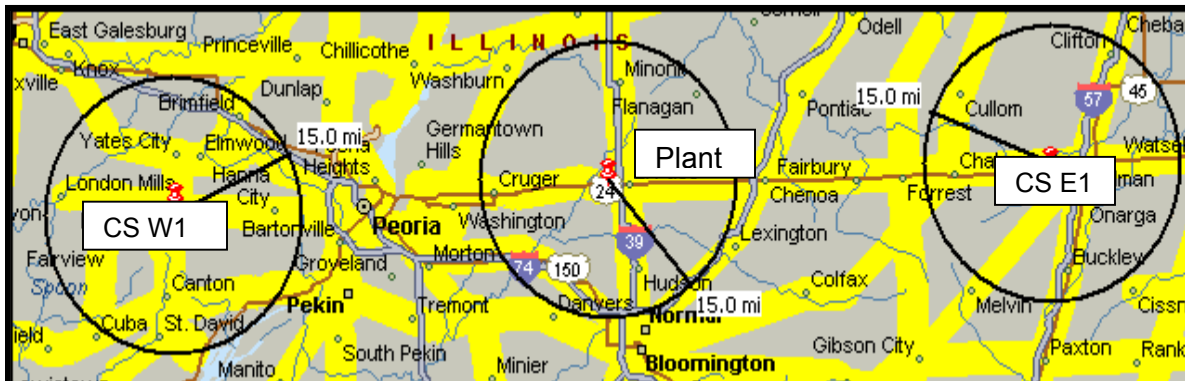 East Galesburg
Princeville
Chillicothe
ILLINOIS
Odell
Clifton
Knox
Washburn
Minonk
xville
Brimfield
Dunlap
Flanagan
Pontiac
15.0 mi
Cullom
57
45
Yates City
Elmwood
15.0 mi
Germantown
Hills
Plant
Heights
Fairbury
London Mills
Hanna
City
Cruger
24
Chenoa
Forrest
CS E1
CS W1
Bartonville
Peoria
Washington
39
Lexington
Onarga
Fairview
Groveland
Morton
74
150
Buckley
Spoon
Canton
Hudson
Colfax
Pekin
Tremont
Danvers
15.0 mi
Melvin
Cuba
St. David
Normal
South Pekin
Gibson City
Paxton
Manito
Minier
Bloomington